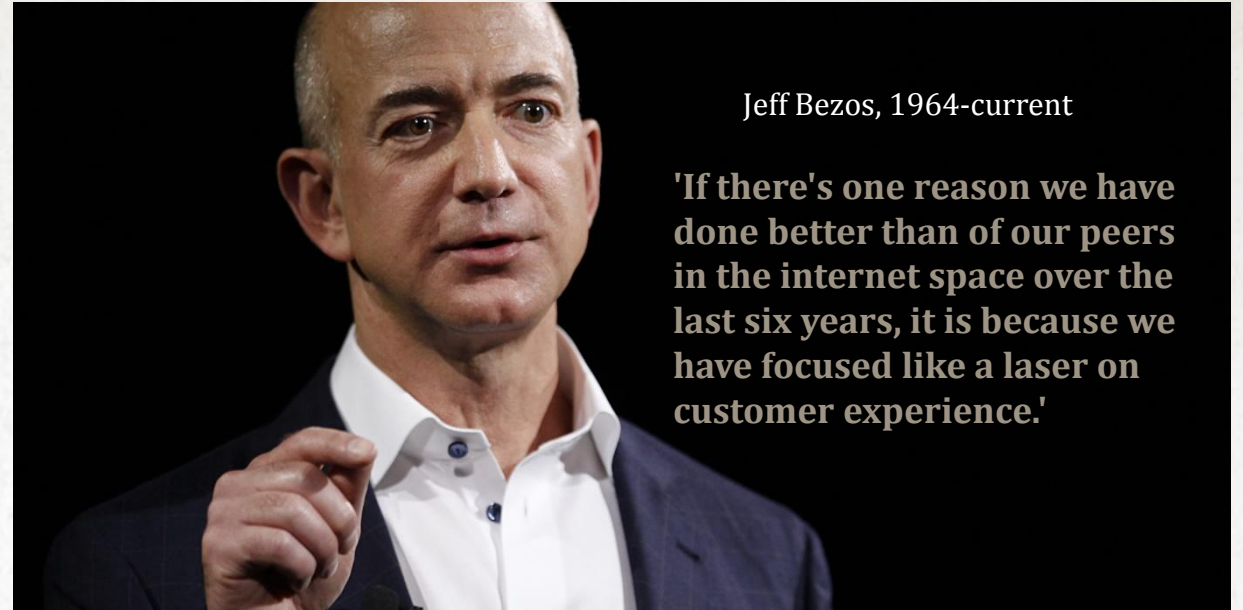 Jeff Bezos, 1964-current
'If there's one reason we have
done better than of our peers
in the internet space over the
last six years, it is because we
have focused like a laser on
customer experience.'